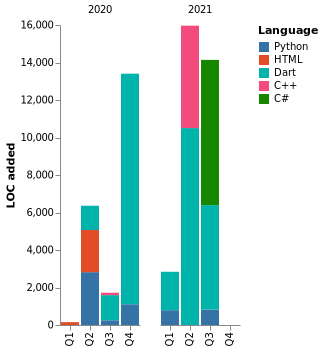 2020
2021
LOC added
16,000
14,000
12,000
10,000
8,000
6,000
4,000
2,000
0
Q1
Q2
Q3
Q4
Q1
Q2
Q3
Q4
Language
Python
HTML
Dart
C++
C#